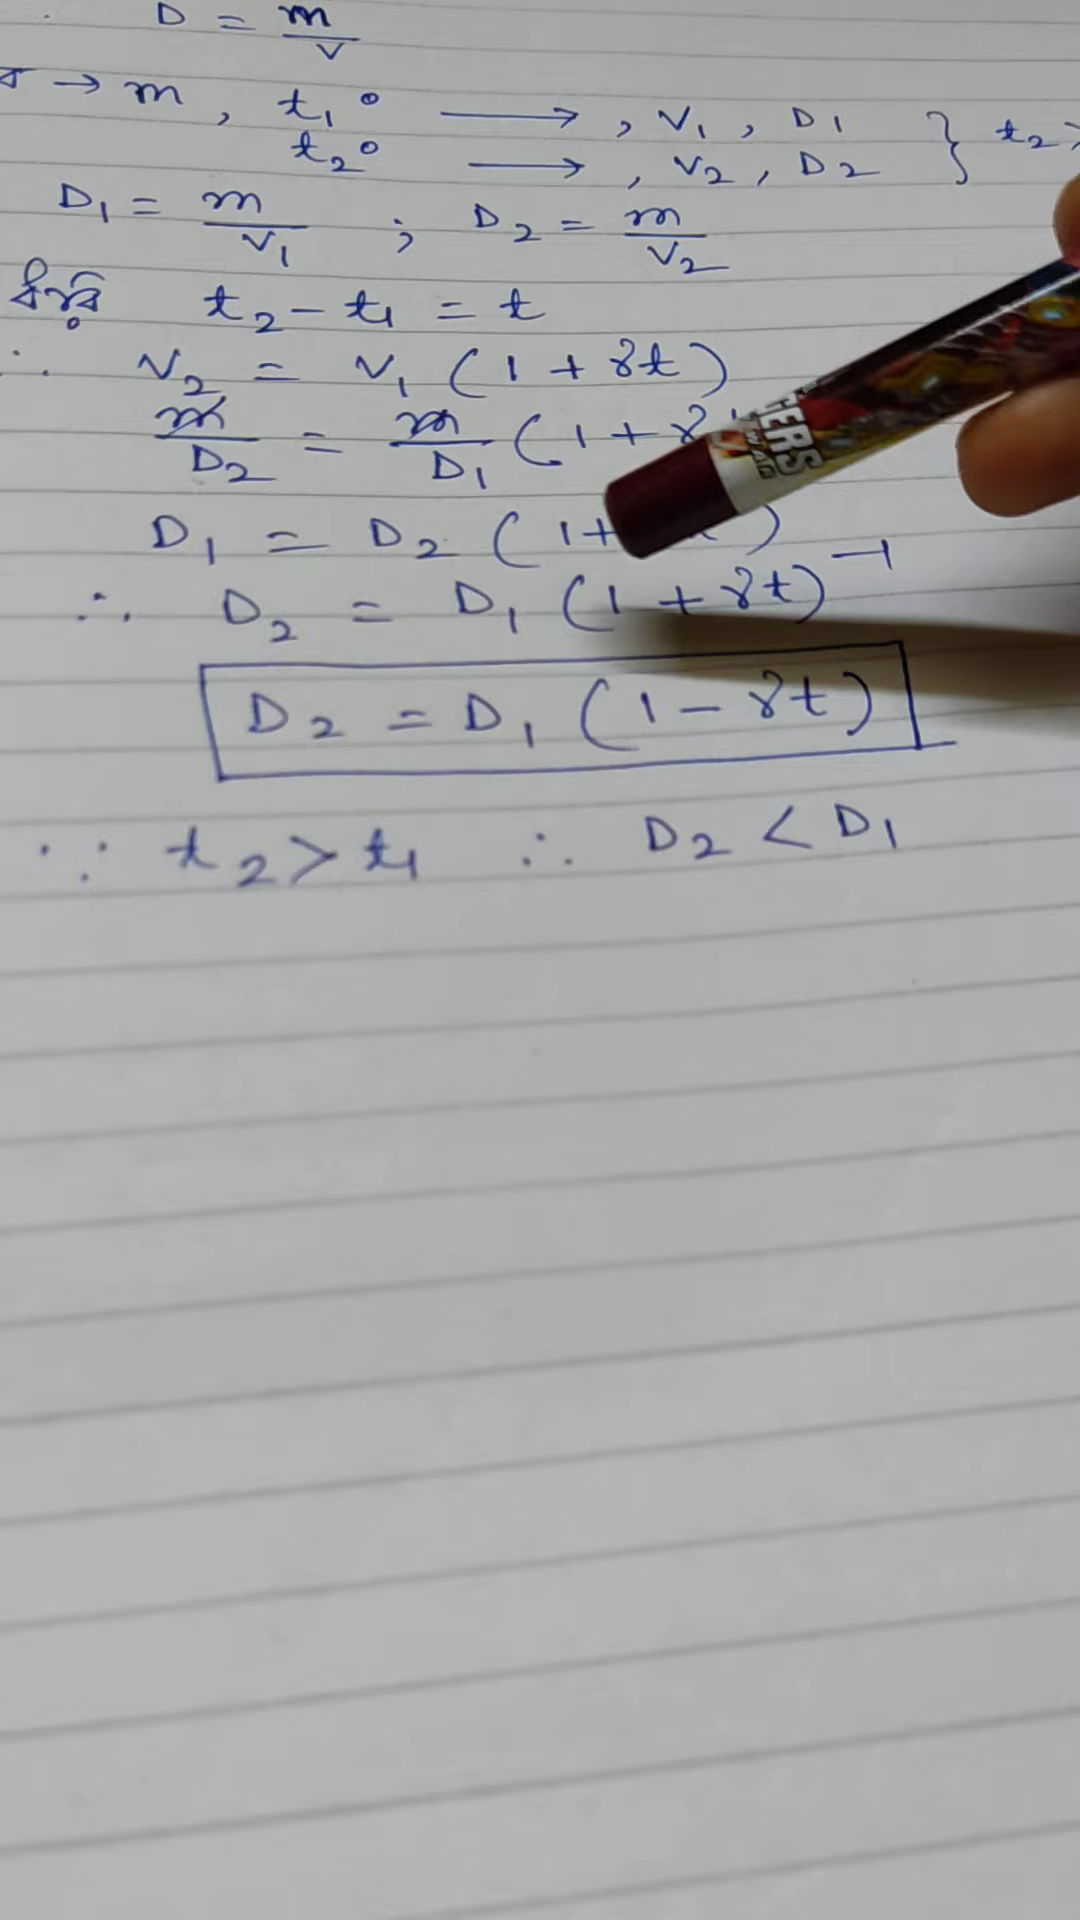 D = m/V
→ m , t₁° ⟶ , V₁ , D₁ } t₂ >
t₂° ⟶ , V₂ , D₂
D₁ = m/V₁ ; D₂ = m/V₂
ধরি t₂ - t₁ = t
∴ V₂ = V₁ ( 1 + γt )
m/D₂ = m/D₁ ( 1 + γ
D₁ = D₂ ( 1 + )
∴ D₂ = D₁ ( 1 + γt )⁻¹
D₂ = D₁ ( 1 - γt )
∵ t₂ > t₁ ∴ D₂ < D₁